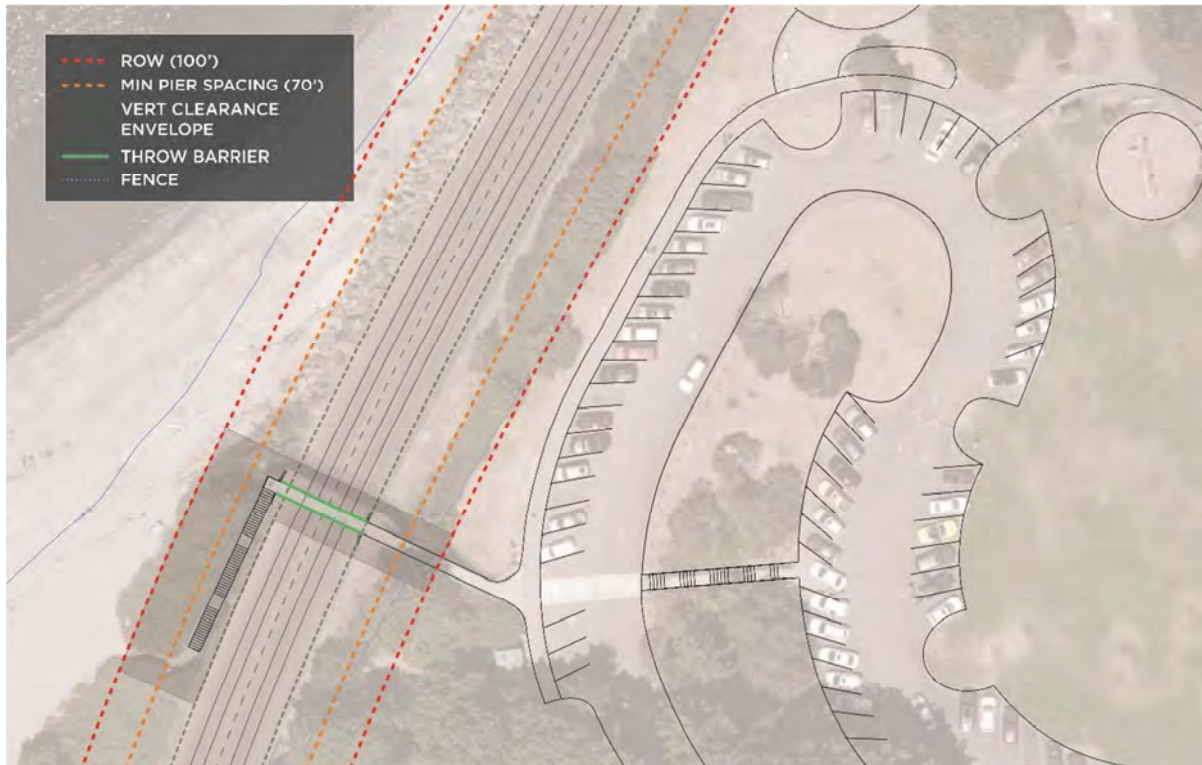 ROW (100')
MIN PIER SPACING (70')
VERT CLEARANCE
ENVELOPE
THROW BARRIER
FENCE